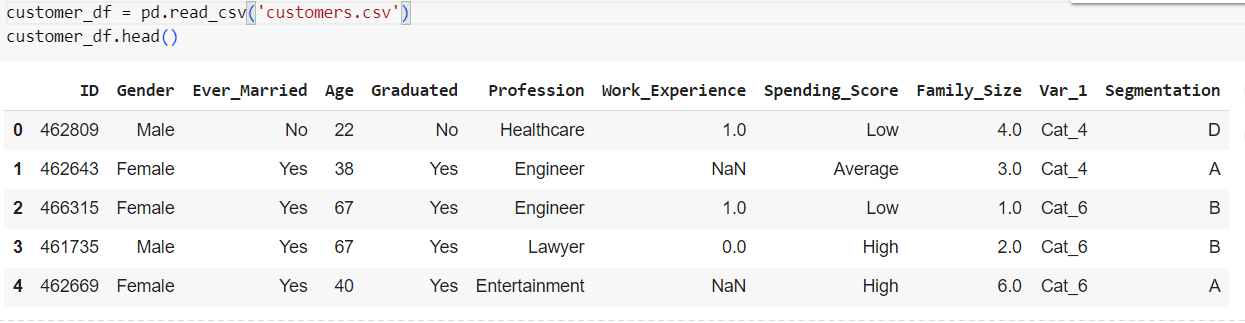 customer_df = pd.read_csv('customers.csv')
customer_df.head()
ID Gender Ever_Married Age Graduated Profession Work_Experience Spending_Score Family_Size Var_1 Segmentation
0 462809 Male No 22 No Healthcare 1.0 Low 4.0 Cat_4 D
1 462643 Female Yes 38 Yes Engineer NaN Average 3.0 Cat_4 A
2 466315 Female Yes 67 Yes Engineer 1.0 Low 1.0 Cat_6 B
3 461735 Male Yes 67 Yes Lawyer 0.0 High 2.0 Cat_6 B
4 462669 Female Yes 40 Yes Entertainment NaN High 6.0 Cat_6 A